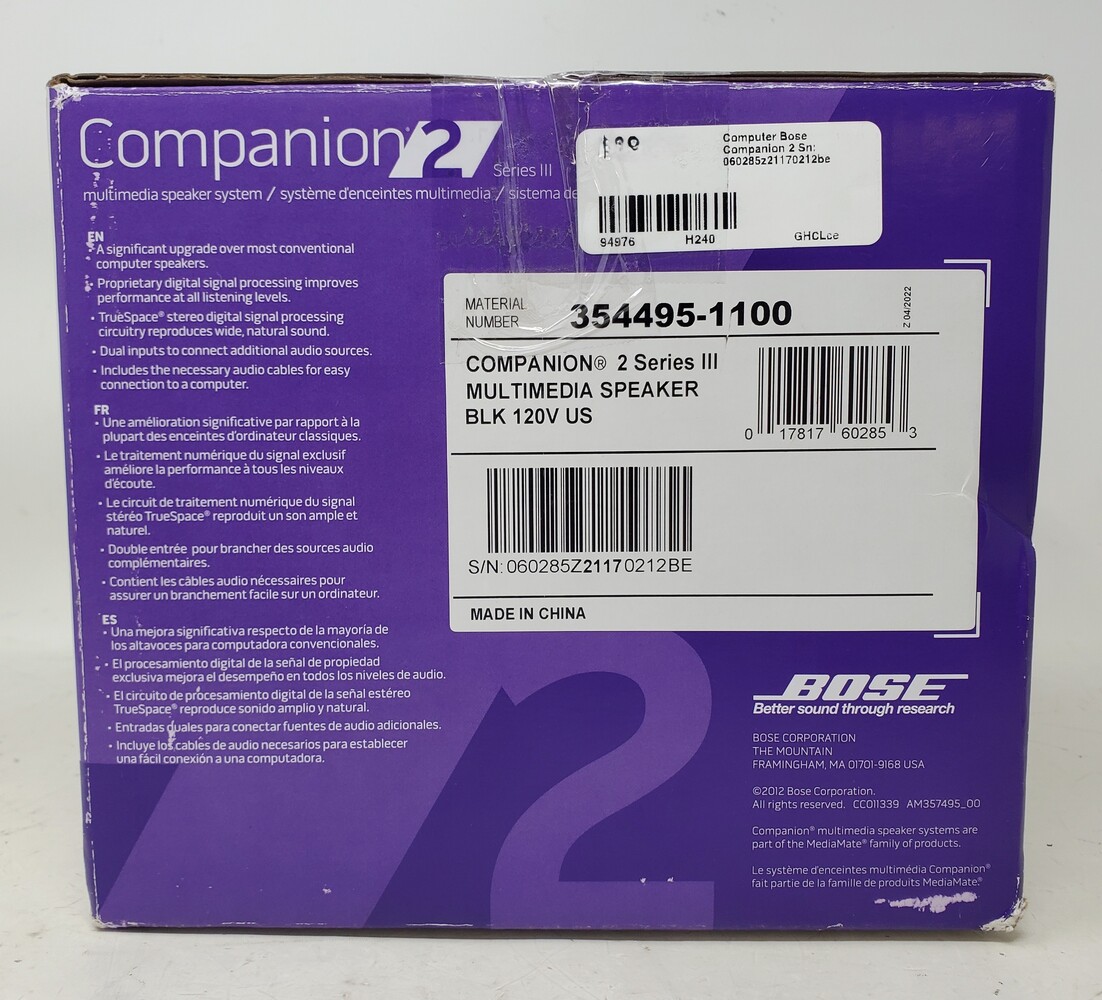 Companion® 2
Series III
multimedia speaker system / système d'enceintes multimedia / sistema de
Computer Bose
Companion 2 Sn:
060285z21170212be
94976 H240 GHCLee
EN
• A significant upgrade over most conventional
computer speakers.
• Proprietary digital signal processing improves
performance at all listening levels.
• TrueSpace® stereo digital signal processing
circuitry reproduces wide, natural sound.
• Dual inputs to connect additional audio sources.
• Includes the necessary audio cables for easy
connection to a computer.
FR
• Une amélioration significative par rapport à la
plupart des enceintes d'ordinateur classiques.
• Le traitement numérique du signal exclusif
améliore la performance à tous les niveaux
d'écoute.
• Le circuit de traitement numérique du signal
stéréo TrueSpace® reproduit un son ample et
naturel.
• Double entrée pour brancher des sources audio
complémentaires.
• Contient les câbles audio nécessaires pour
assurer un branchement facile sur un ordinateur.
ES
• Una mejora significativa respecto de la mayoría de
los altavoces para computadora convencionales.
• El procesamiento digital de la señal de propiedad
exclusiva mejora el desempeño en todos los niveles de audio.
• El circuito de procesamiento digital de la señal estéreo
TrueSpace® reproduce sonido amplio y natural.
• Entradas duales para conectar fuentes de audio adicionales.
• Incluye los cables de audio necesarios para establecer
una fácil conexión a una computadora.
MATERIAL
NUMBER
354495-1100
Z 04/2022
COMPANION® 2 Series III
MULTIMEDIA SPEAKER
BLK 120V US
0 17817 60285 3
S/N: 060285Z21170212BE
MADE IN CHINA
2
BOSE
Better sound through research
BOSE CORPORATION
THE MOUNTAIN
FRAMINGHAM, MA 01701-9168 USA
©2012 Bose Corporation.
All rights reserved. CC011339 AM357495_00
Companion® multimedia speaker systems are
part of the MediaMate® family of products.
Le système d'enceintes multimédia Companion®
fait partie de la famille de produits MediaMate.®